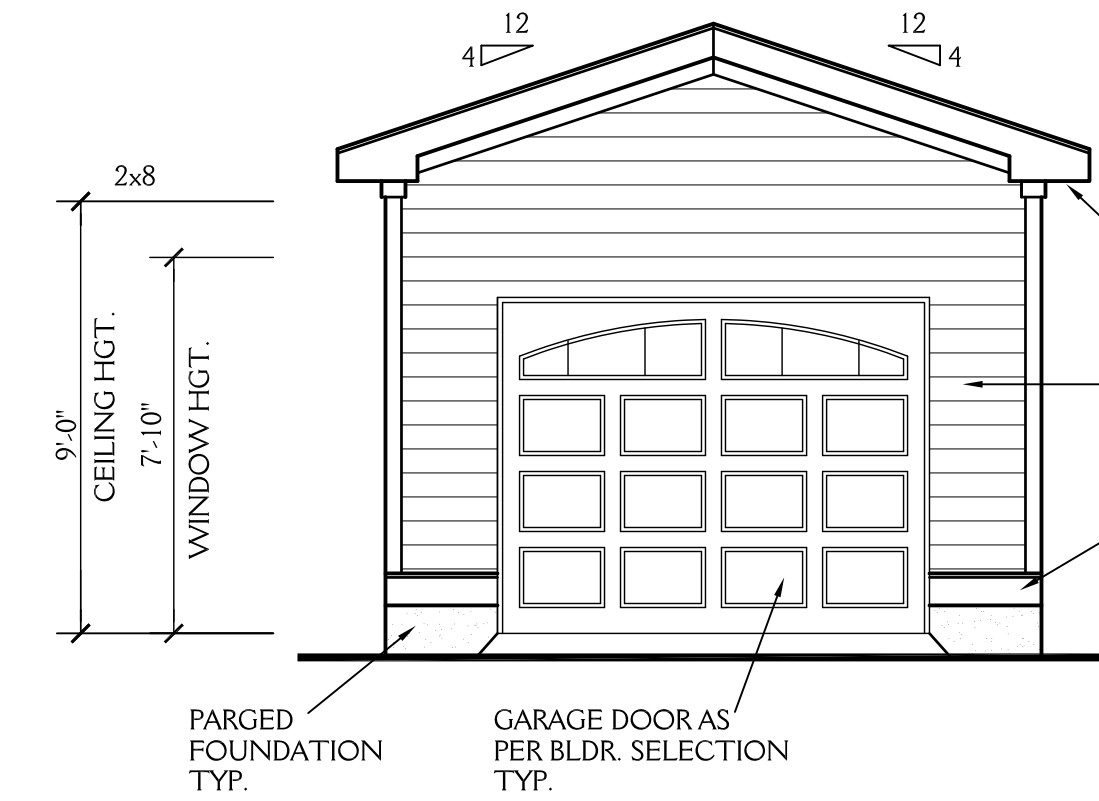 12
12
4
4
2x8
9'-0"
CEILING HGT.
7'-10"
WINDOW HGT.
PARGED
FOUNDATION
TYP.
GARAGE DOOR AS
PER BLDR. SELECTION
TYP.